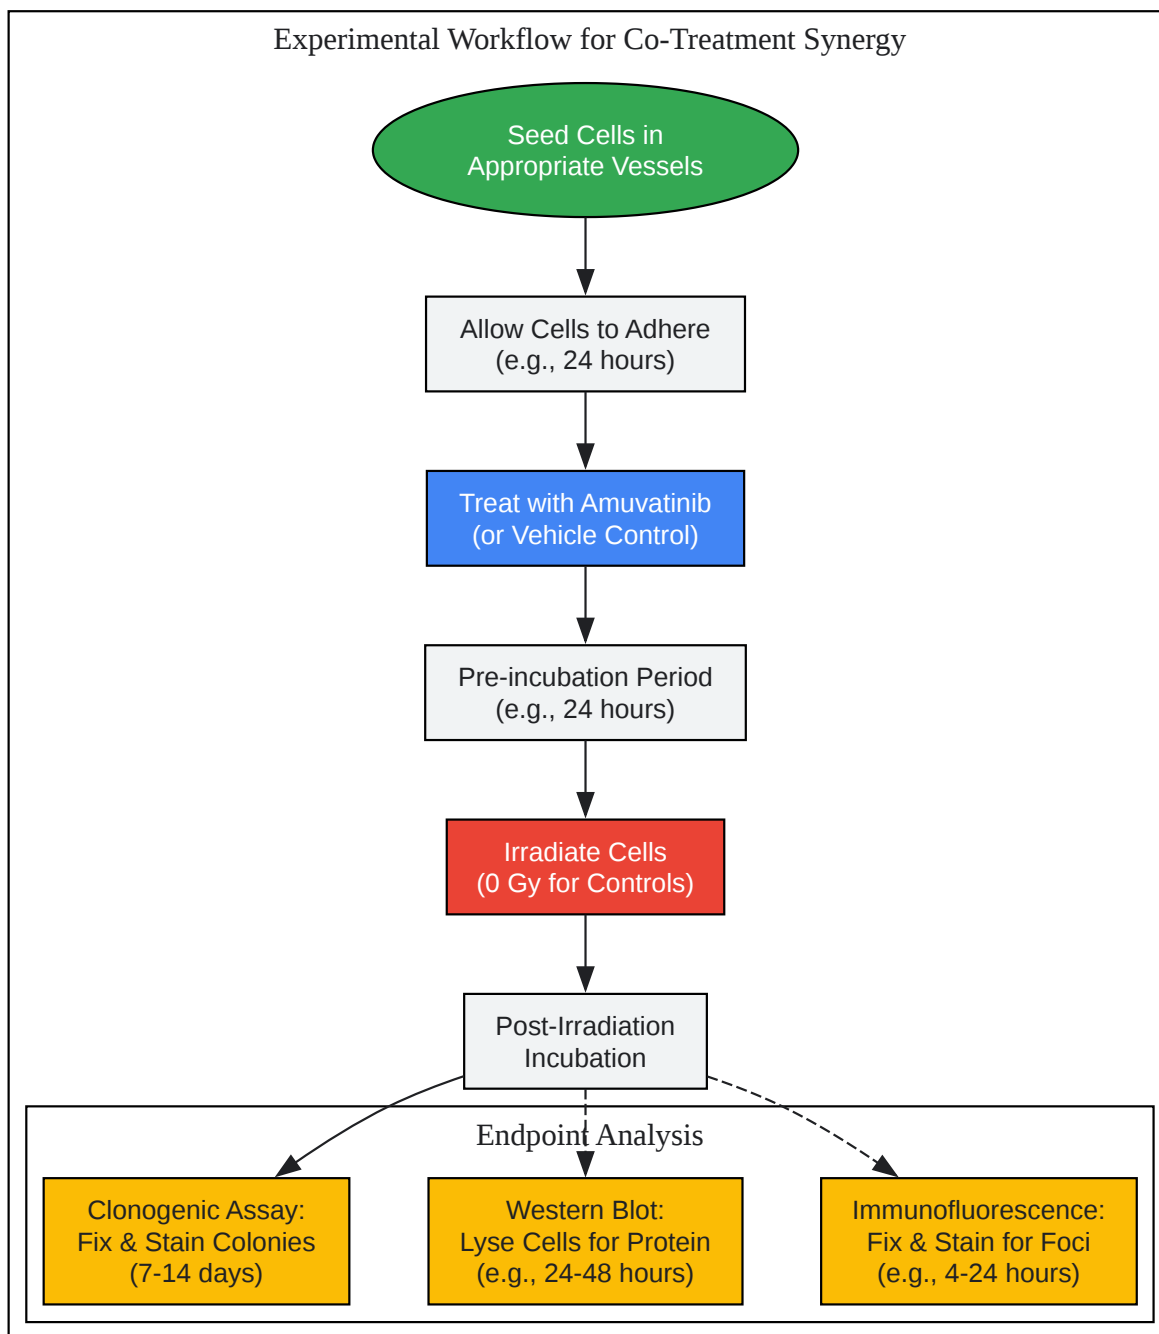 Experimental Workflow for Co-Treatment Synergy
Seed Cells in
Appropriate Vessels
Allow Cells to Adhere
(e.g., 24 hours)
Treat with Amuvatinib
(or Vehicle Control)
Pre-incubation Period
(e.g., 24 hours)
Irradiate Cells
(0 Gy for Controls)
Post-Irradiation
Incubation
Endpoint Analysis
Clonogenic Assay:
Fix & Stain Colonies
(7-14 days)
Western Blot:
Lyse Cells for Protein
(e.g., 24-48 hours)
Immunofluorescence:
Fix & Stain for Foci
(e.g., 4-24 hours)